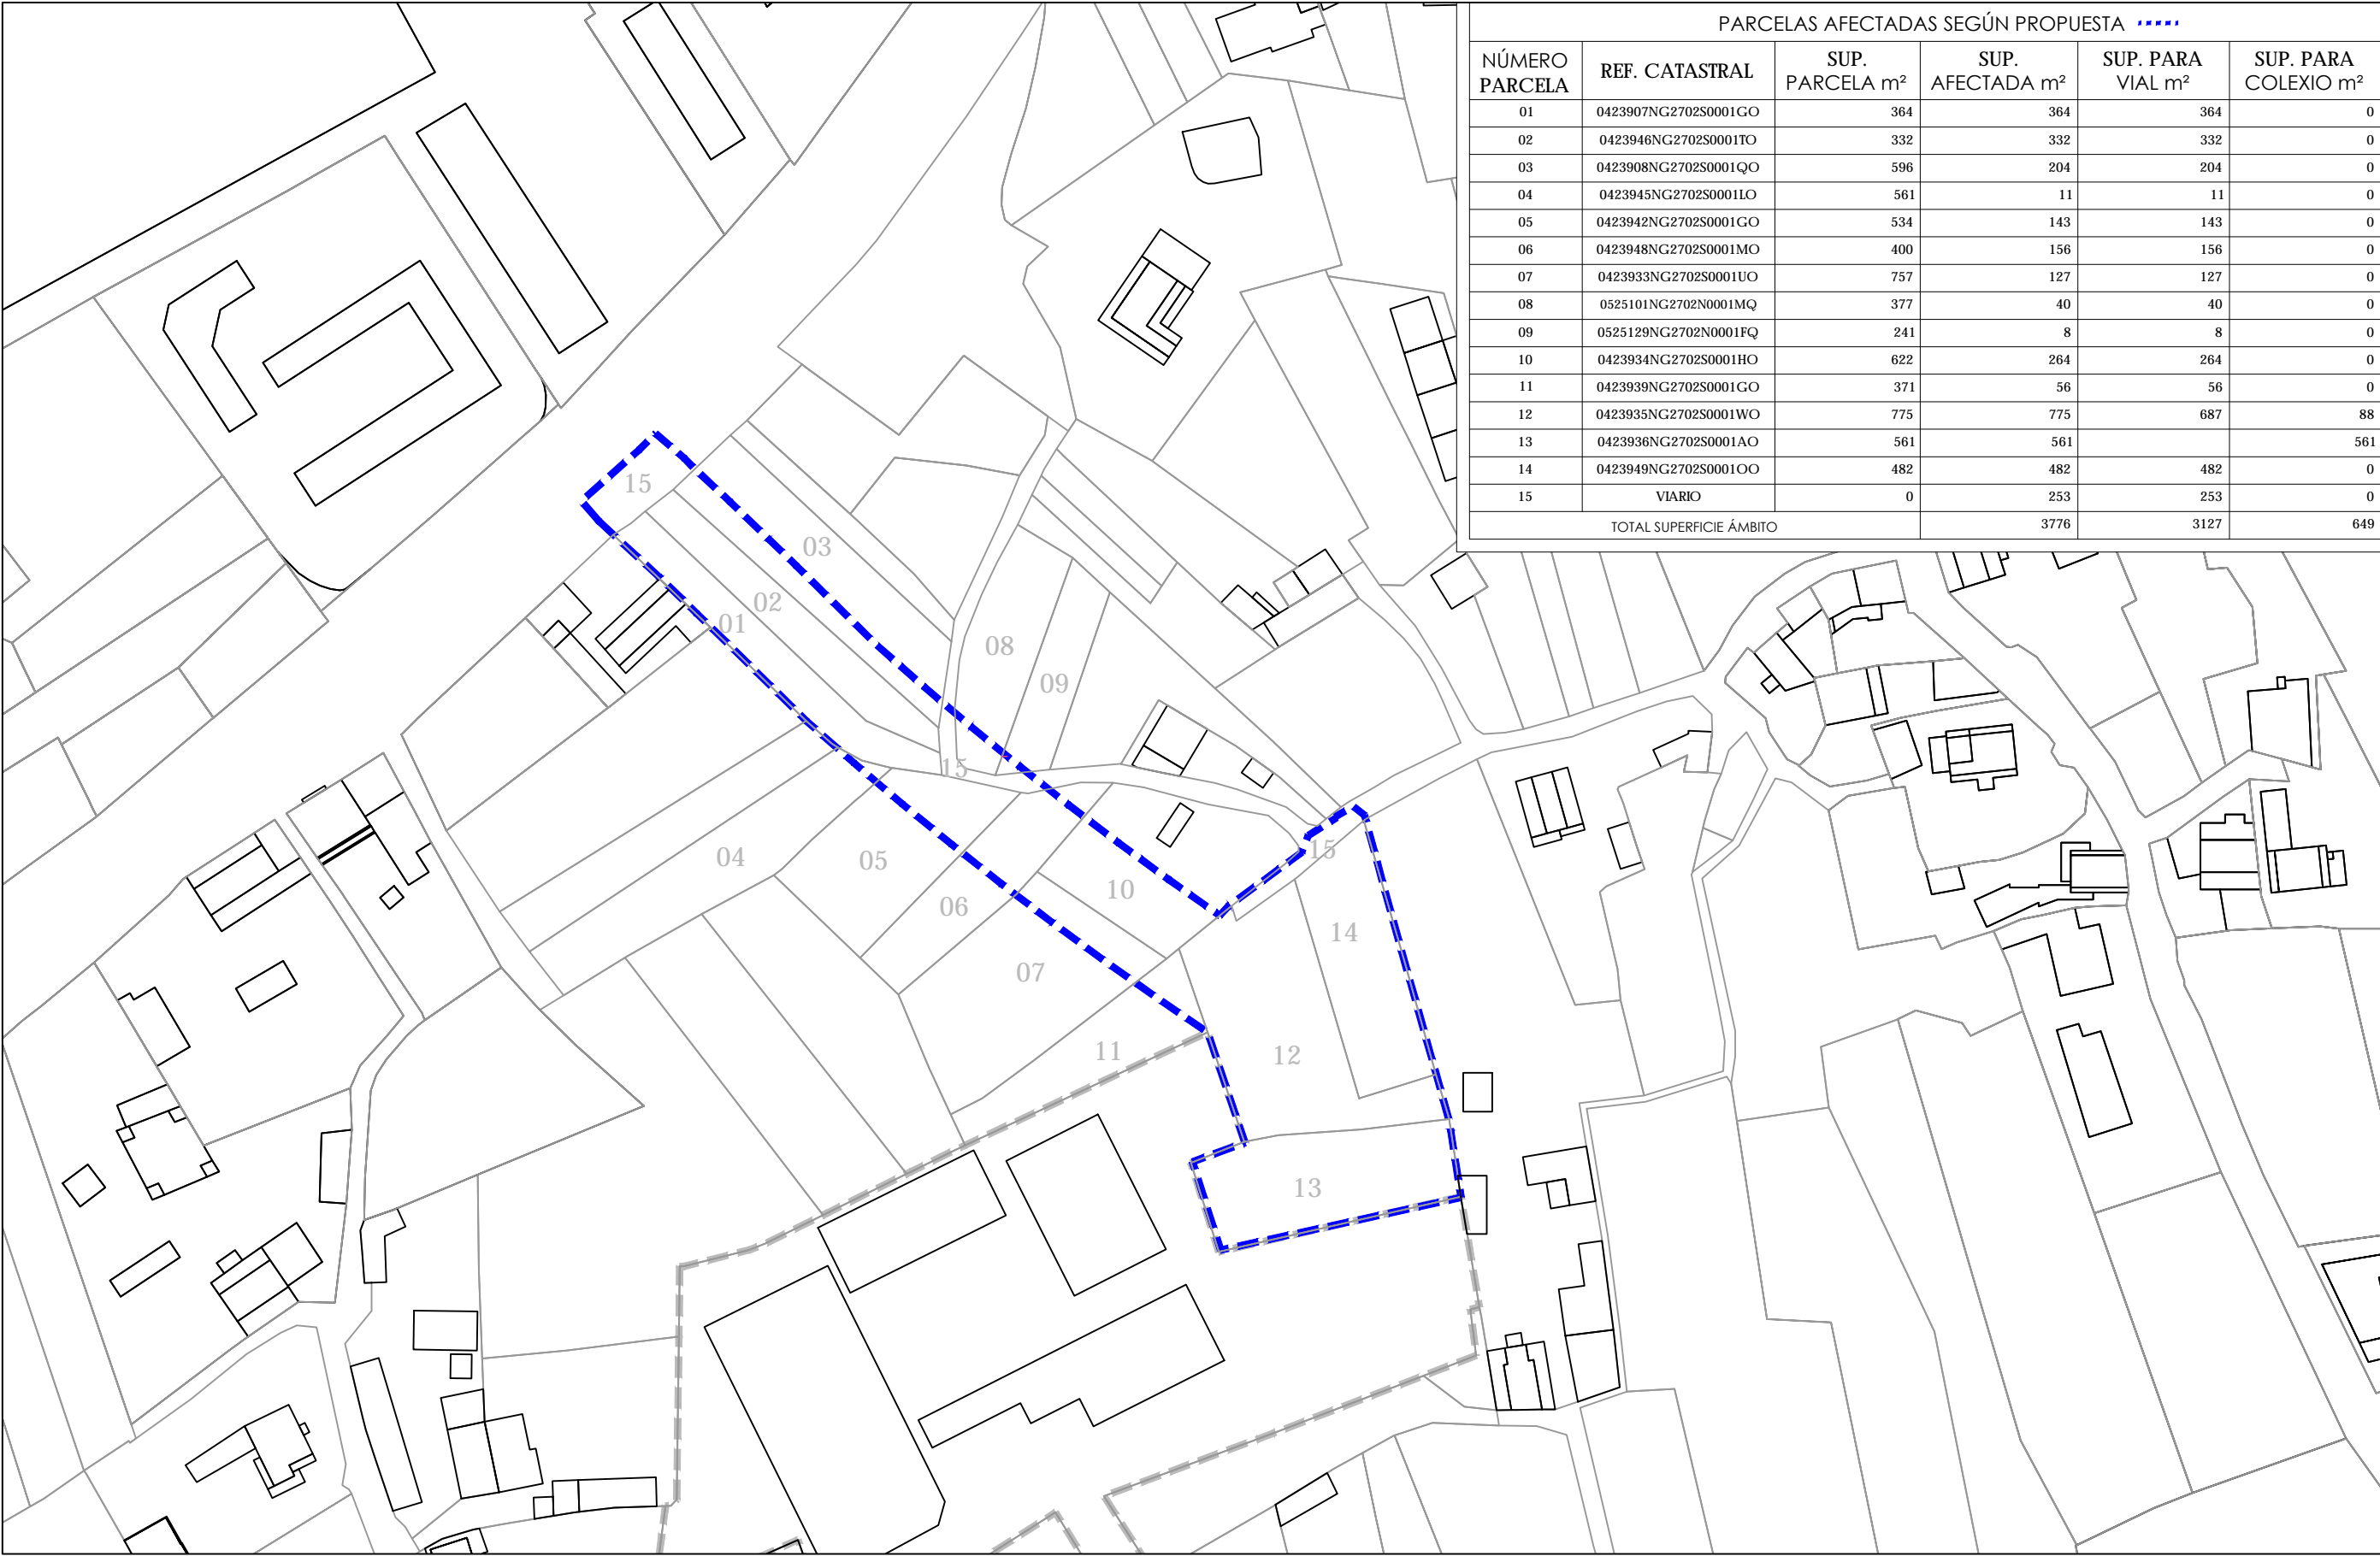 PARCELAS AFECTADAS SEGÚN PROPUESTA
NÚMERO PARCELA REF. CATASTRAL SUP. PARCELA m² SUP. AFECTADA m² SUP. PARA VIAL m² SUP. PARA COLEXIO m²
01 0423907NG2702S0001GO 364 364 364 0
02 0423946NG2702S0001TO 332 332 332 0
03 0423908NG2702S0001QO 596 204 204 0
04 0423945NG2702S0001LO 561 11 11 0
05 0423942NG2702S0001GO 534 143 143 0
06 0423948NG2702S0001MO 400 156 156 0
07 0423933NG2702S0001UO 757 127 127 0
08 0525101NG2702N0001MQ 377 40 40 0
09 0525129NG2702N0001FQ 241 8 8 0
10 0423934NG2702S0001HO 622 264 264 0
11 0423939NG2702S0001GO 371 56 56 0
12 0423935NG2702S0001WO 775 775 687 88
13 0423936NG2702S0001AO 561 561 561
14 0423949NG2702S0001OO 482 482 482 0
15 VIARIO 0 253 253 0
TOTAL SUPERFICIE ÁMBITO 3776 3127 649
15
03
02
01
08
09
15
15
04
05
10
06
14
07
11
12
13